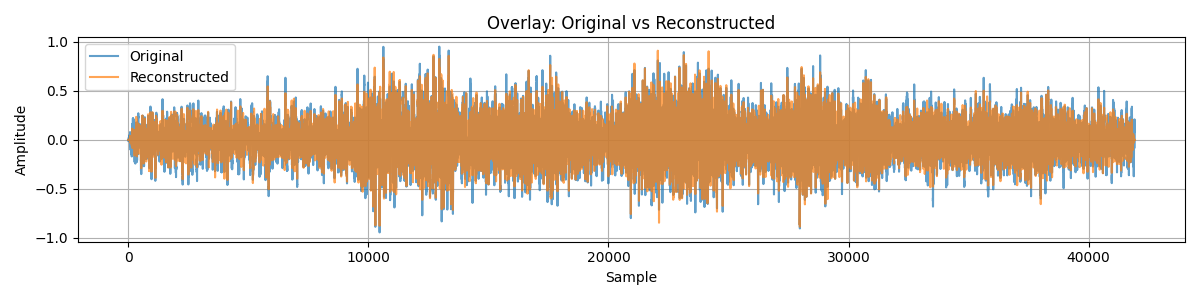 Overlay: Original vs Reconstructed
Original
Reconstructed
Amplitude
1.0
0.5
0.0
−0.5
−1.0
0 10000 20000 30000 40000
Sample